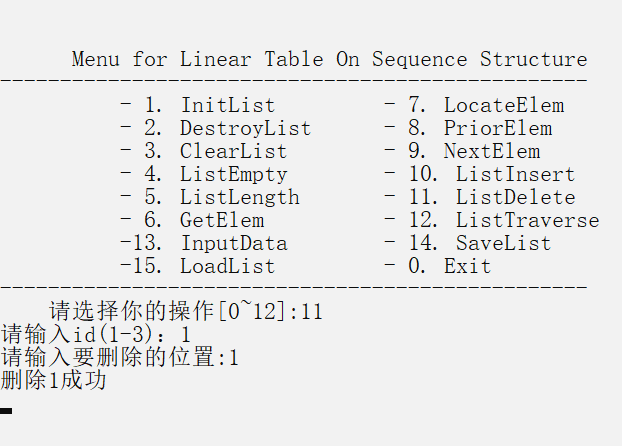 Menu for Linear Table On Sequence Structure
-------------------------------------------------
- 1. InitList - 7. LocateElem
- 2. DestroyList - 8. PriorElem
- 3. ClearList - 9. NextElem
- 4. ListEmpty - 10. ListInsert
- 5. ListLength - 11. ListDelete
- 6. GetElem - 12. ListTraverse
-13. InputData - 14. SaveList
-15. LoadList - 0. Exit
-------------------------------------------------
请选择你的操作[0~12]:11
请输入id(1-3)：1
请输入要删除的位置:1
删除1成功